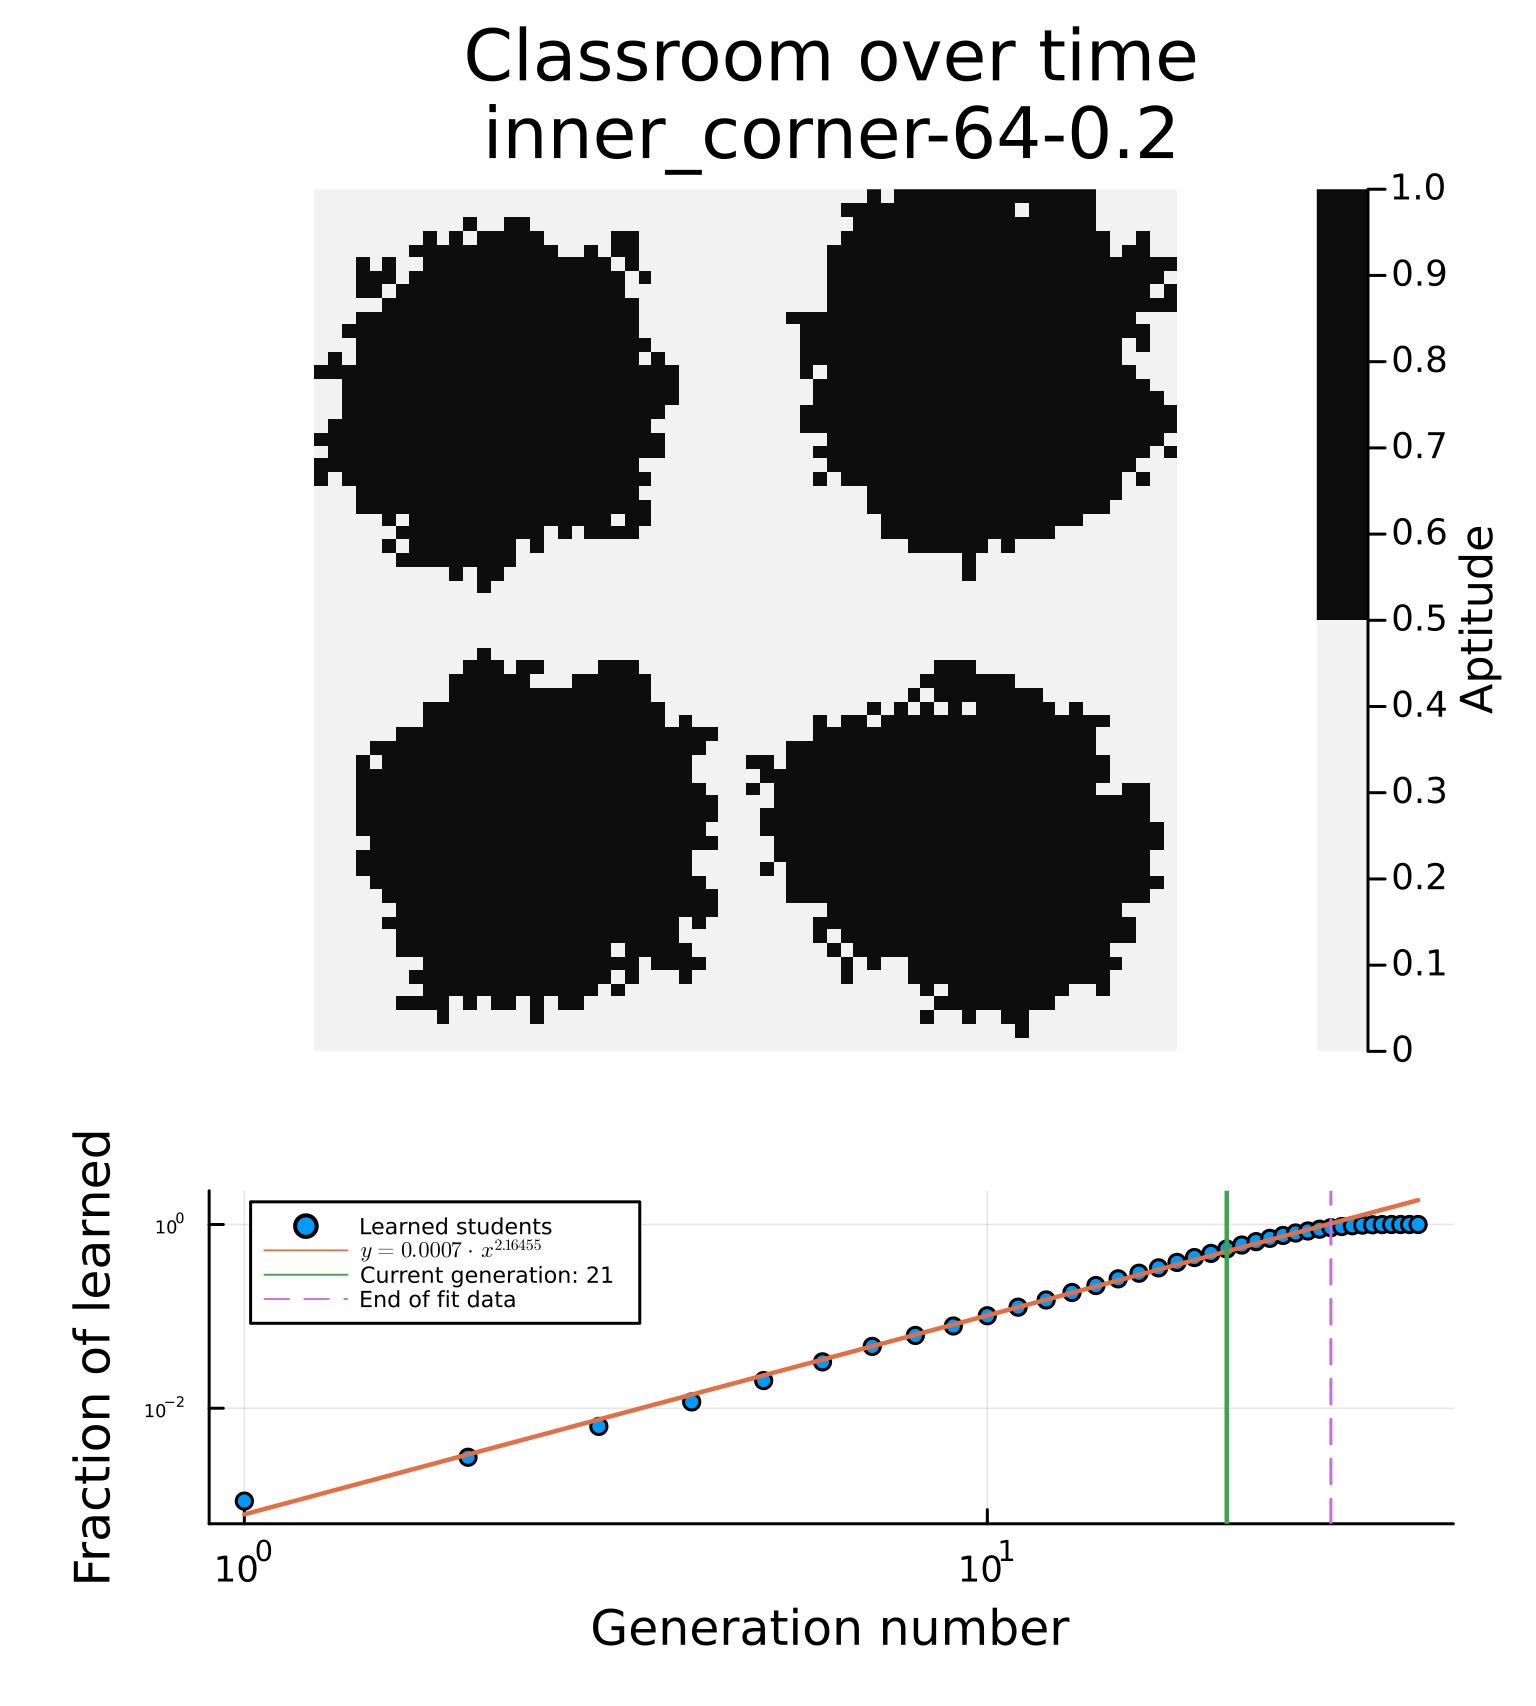 Classroom over time
inner_corner-64-0.2
1.0
0.9
0.8
0.7
0.6
0.5
0.4
0.3
0.2
0.1
0
Aptitude
Fraction of learned
10^0
10^-2
Learned students
y = 0.0007 · x^2.16455
Current generation: 21
End of fit data
10^0
10^1
Generation number